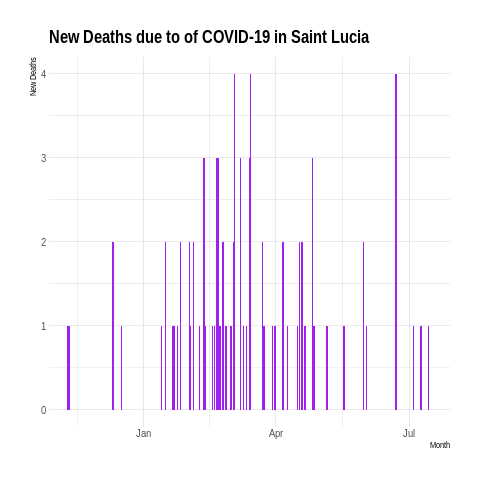 New Deaths due to of COVID-19 in Saint Lucia
New Deaths
4
3
2
1
0
Jan Apr Jul
Month